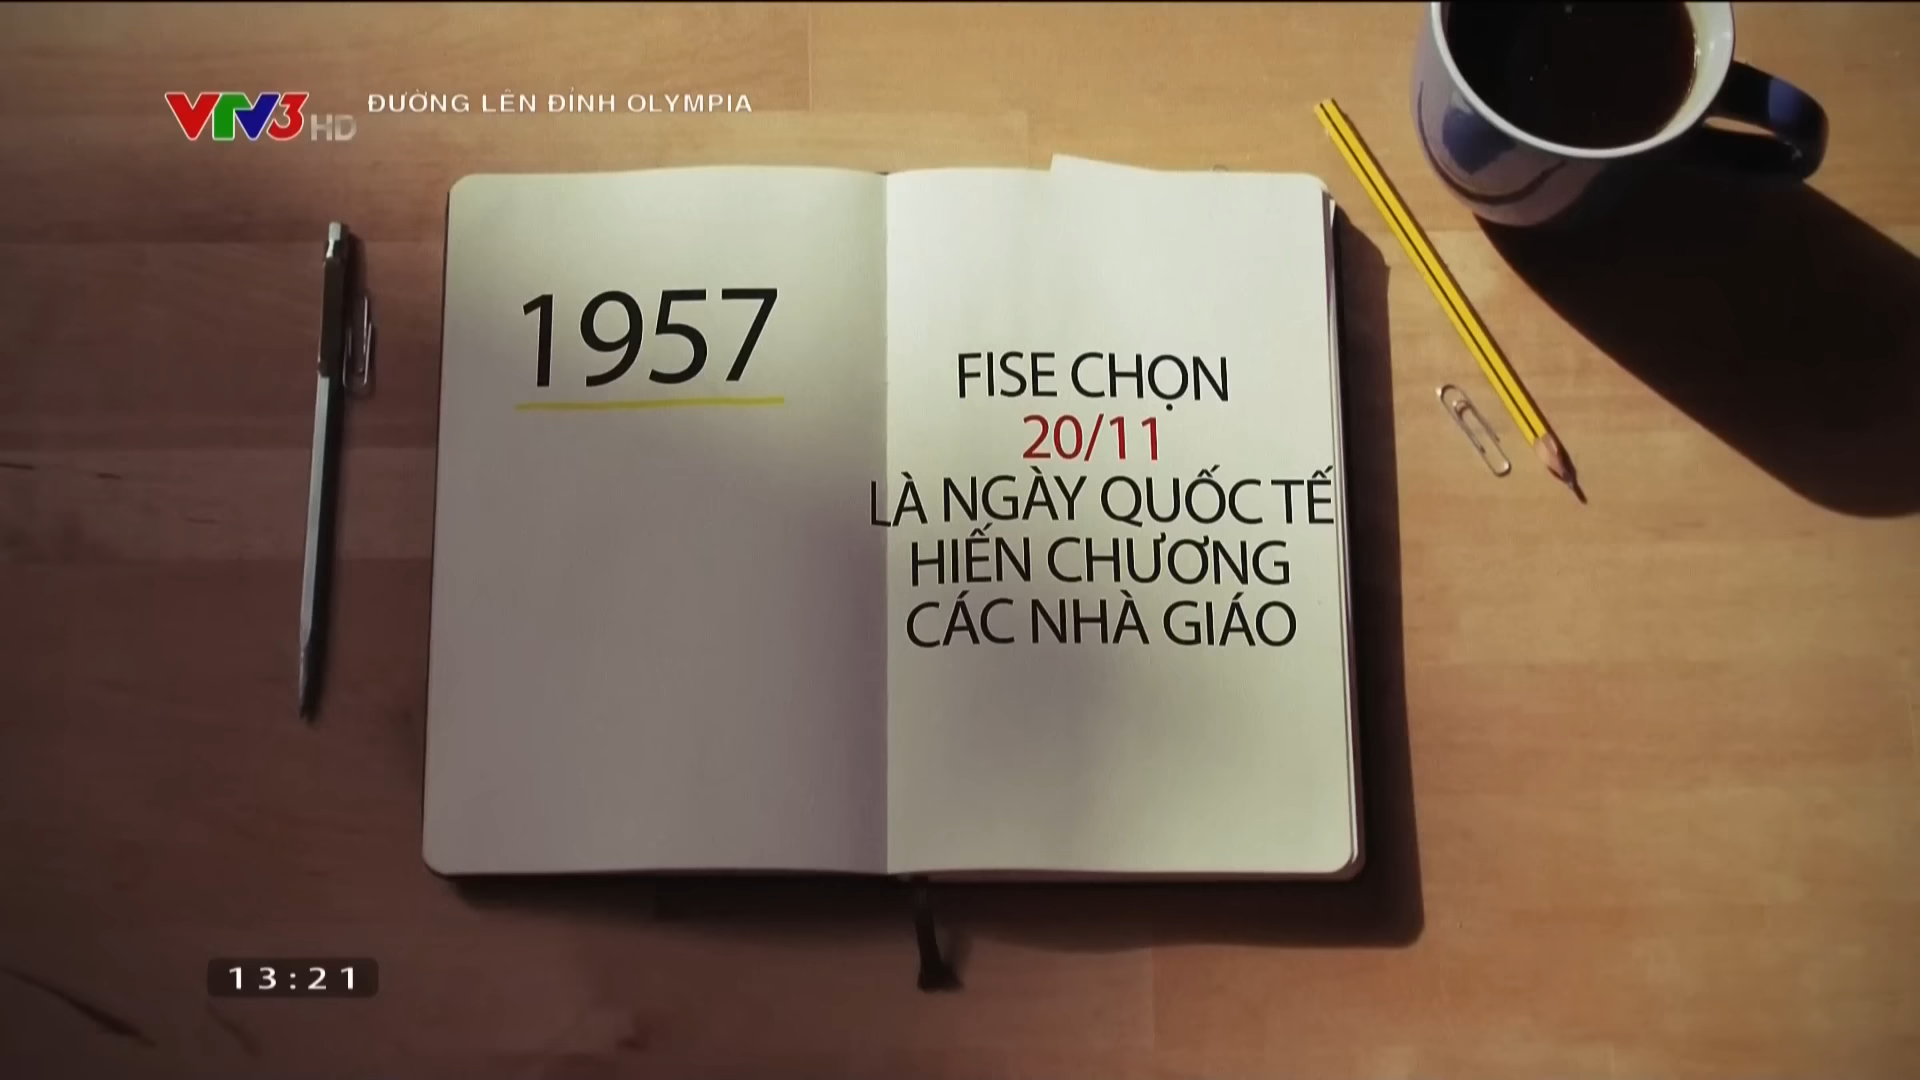 VTV3 HD
ĐƯỜNG LÊN ĐỈNH OLYMPIA
1957
FISE CHỌN
20/11
LÀ NGÀY QUỐC TẾ
HIẾN CHƯƠNG
CÁC NHÀ GIÁO
13:21